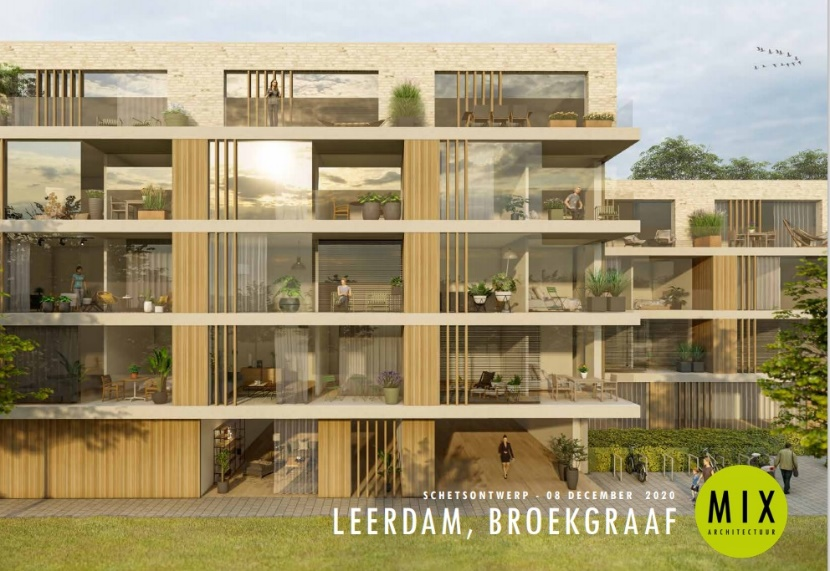 SCHETSONTWERP - 08 DECEMBER 2020
LEERDAM, BROEKGRAAF
MIX
ARCHITECTUUR